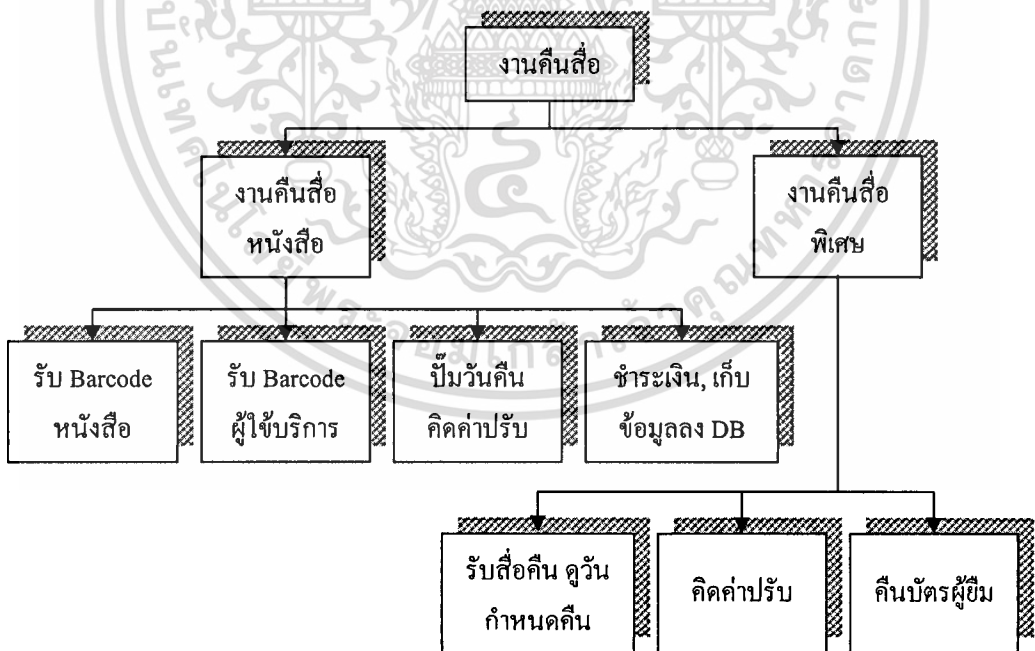 งานคืนสื่อ
งานคืนสื่อ
หนังสือ
งานคืนสื่อ
พิเศษ
รับ Barcode
หนังสือ
รับ Barcode
ผู้ใช้บริการ
ปั๊มวันคืน
คิดค่าปรับ
ชำระเงิน, เก็บ
ข้อมูลลง DB
รับสื่อคืน ดูวัน
กำหนดคืน
คิดค่าปรับ
คืนบัตรผู้ยืม